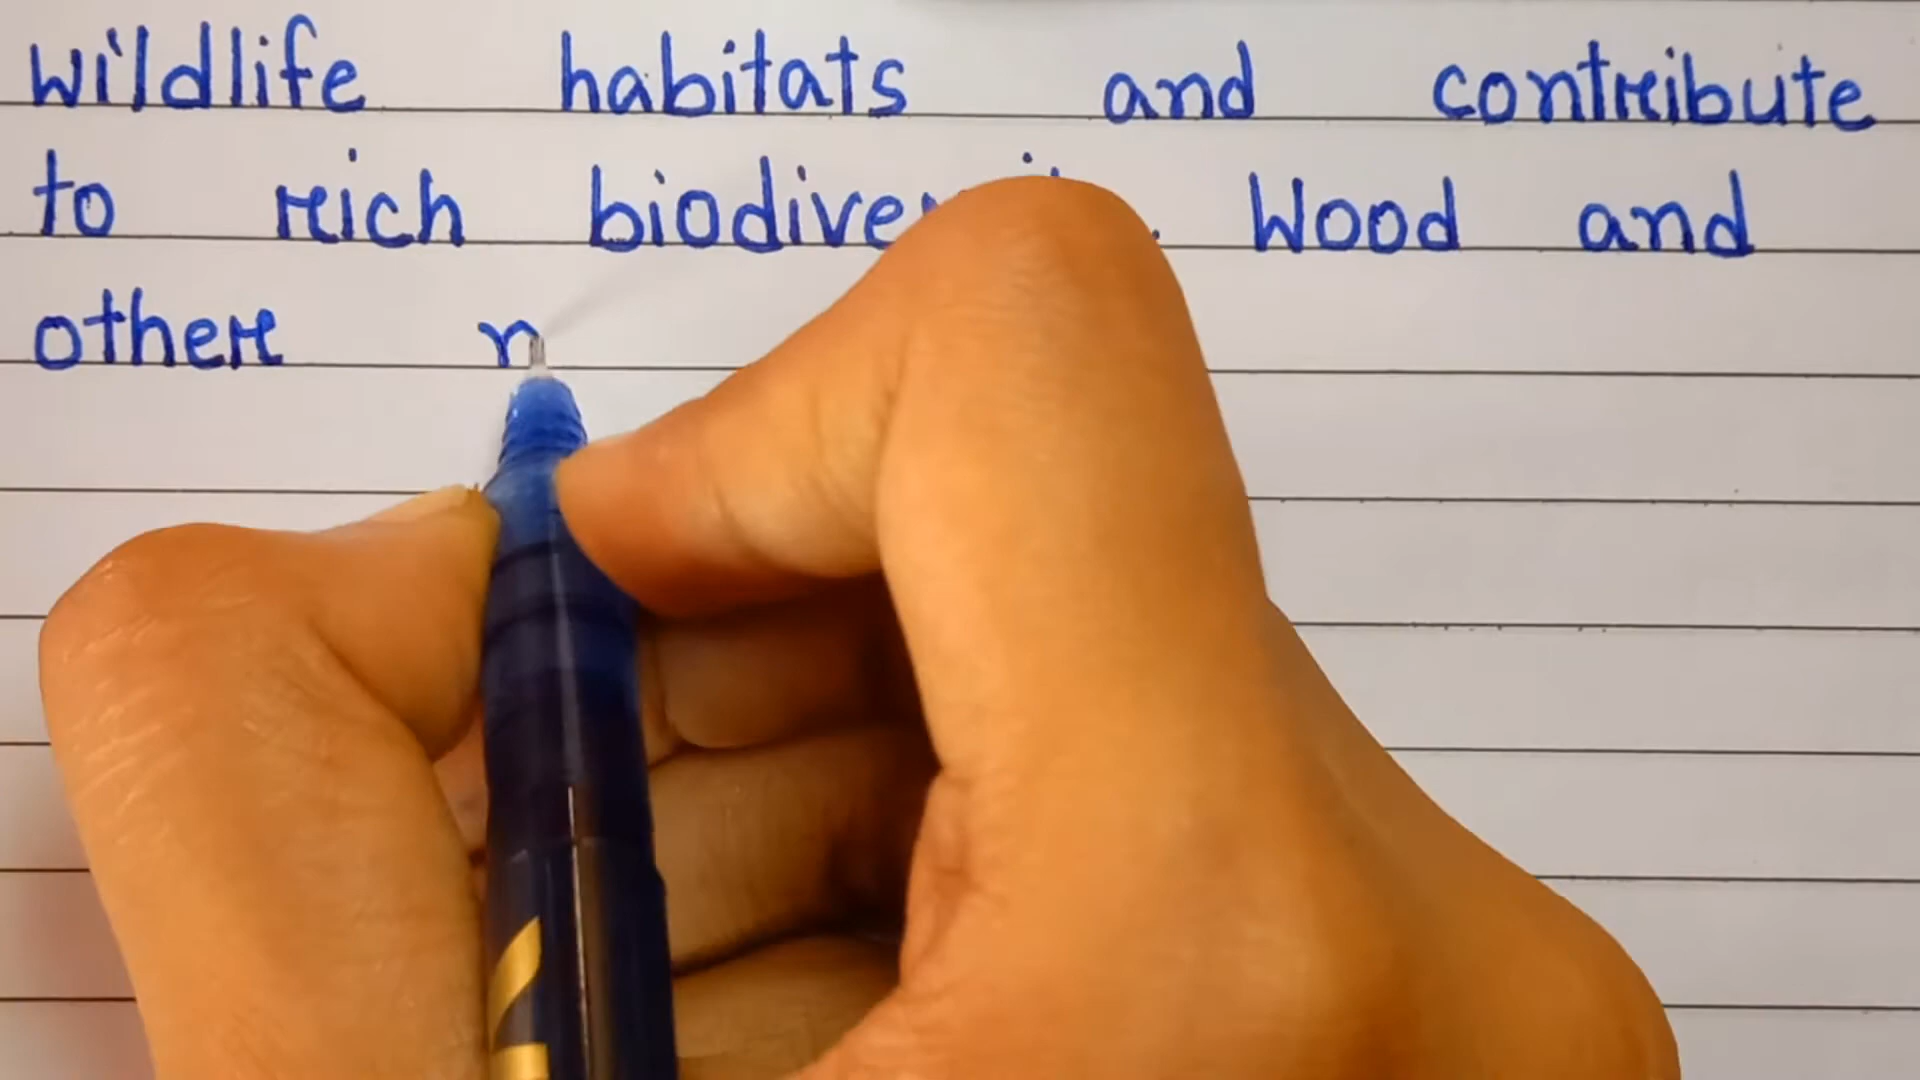 wildlife habitats and contribute
to rich Wood and
other